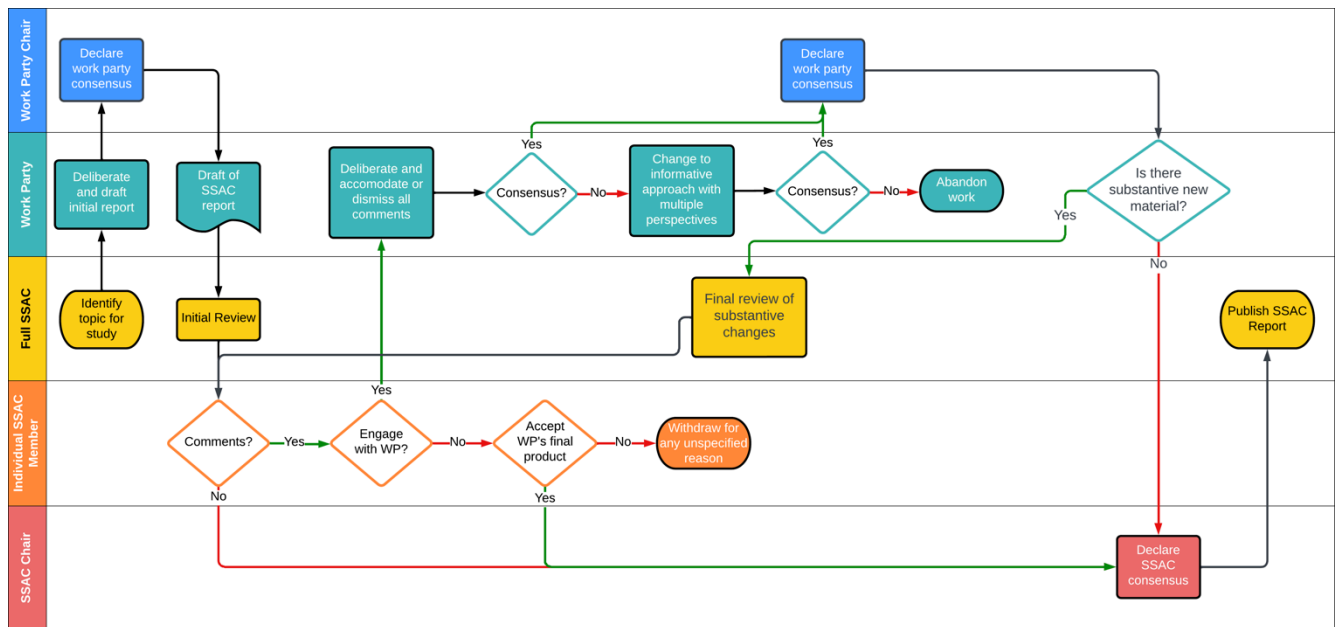 Work Party Chair
Declare
work party
consensus
Declare
work party
consensus
Work Party
Deliberate
and draft
initial report
Draft of
SSAC
report
Deliberate and
accomodate or
dismiss all
comments
Yes
Consensus?
No
Change to
informative
approach with
multiple
perspectives
Yes
Consensus?
No
Abandon
work
Is there
substantive new
material?
Yes
No
Full SSAC
Identify
topic for
study
Initial Review
Final review of
substantive
changes
Publish SSAC
Report
Individual SSAC
Member
Comments?
Yes
No
Yes
Engage
with WP?
No
Accept
WP's final
product
No
Yes
Withdraw for
any unspecified
reason
SSAC Chair
Declare
SSAC
consensus